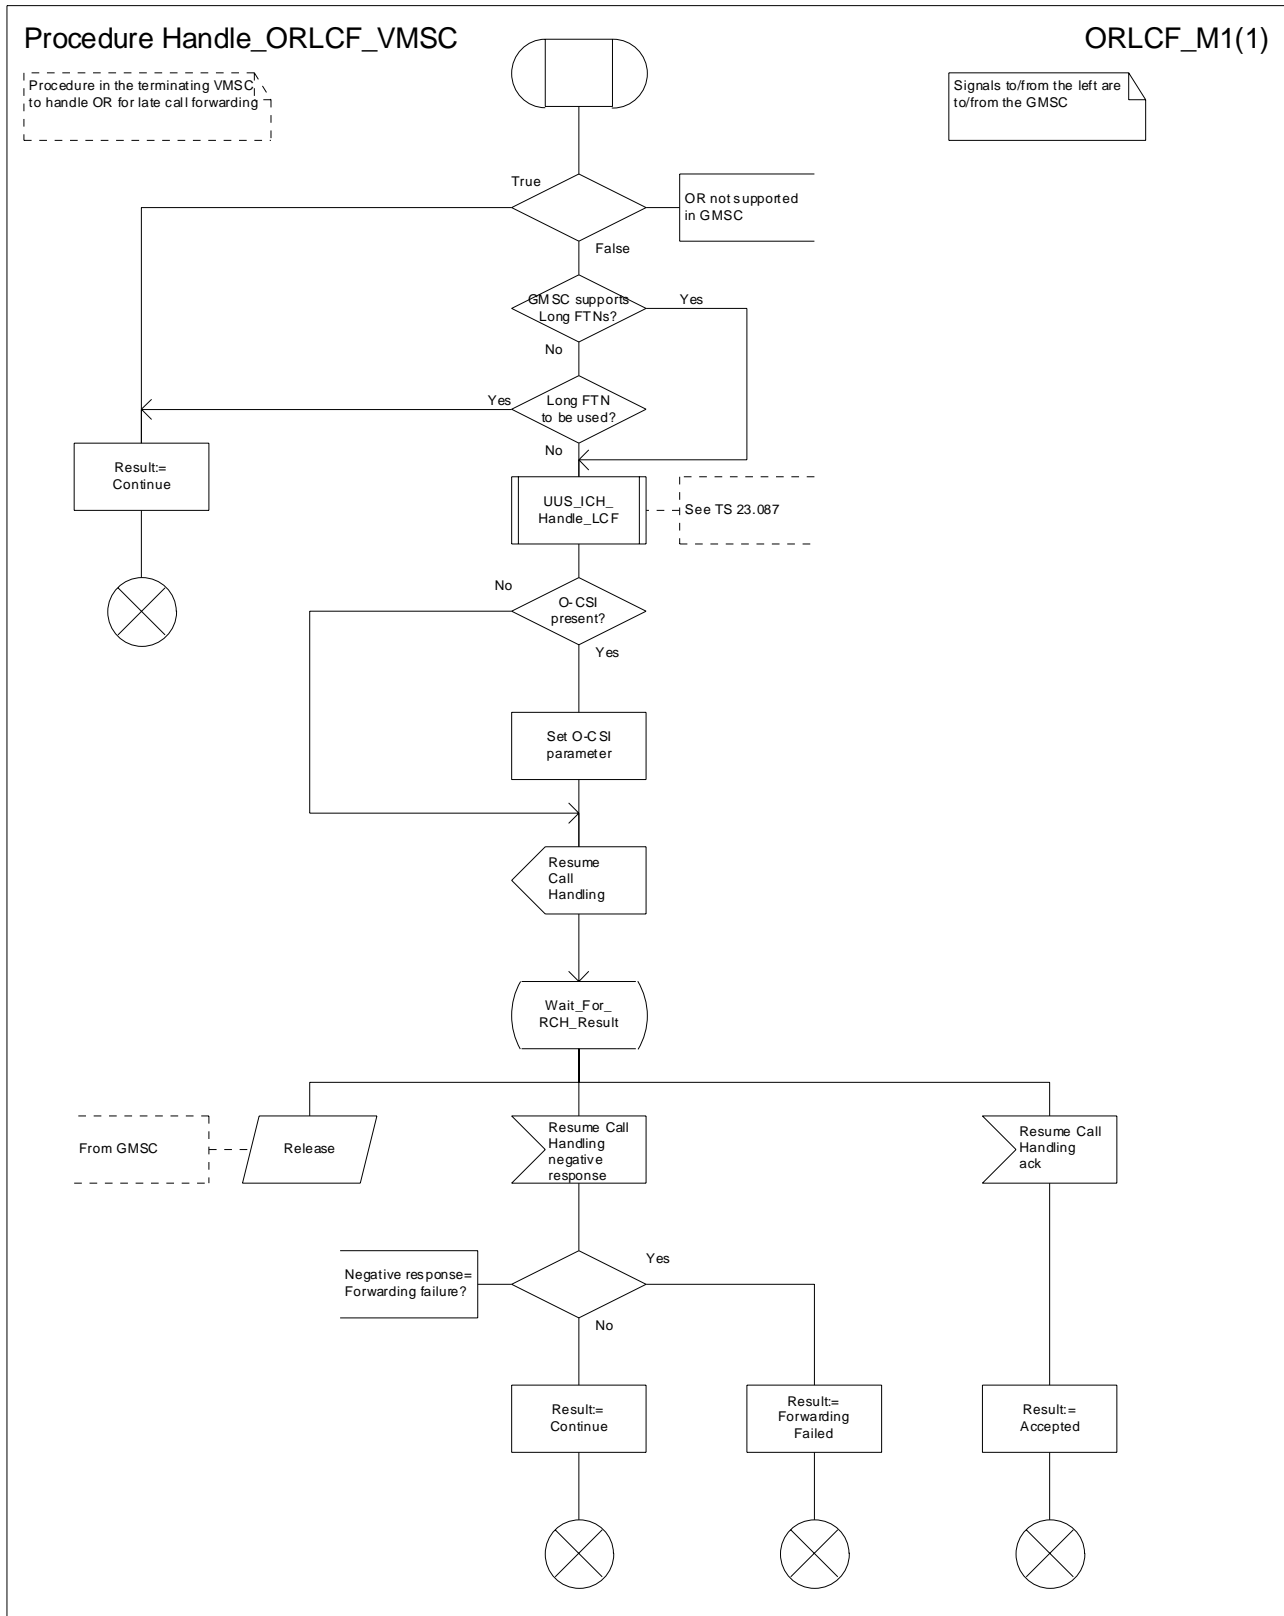 Procedure Handle_ORLCF_VMSC
ORLCF_M1(1)
Procedure in the terminating VMSC
to handle OR for late call forwarding
Signals to/from the left are
to/from the GMSC
True
OR not supported
in GMSC
False
GMSC supports
Long FTNs?
Yes
No
Yes
Long FTN
to be used?
No
Result:=
Continue
UUS_ICH_
Handle_LCF
See TS 23.087
No
O-CSI
present?
Yes
Set O-CSI
parameter
Resume
Call
Handling
Wait_For_
RCH_Result
From GMSC
Release
Resume Call
Handling
negative
response
Resume Call
Handling
ack
Negative response=
Forwarding failure?
Yes
No
Result:=
Continue
Result:=
Forwarding
Failed
Result:=
Accepted